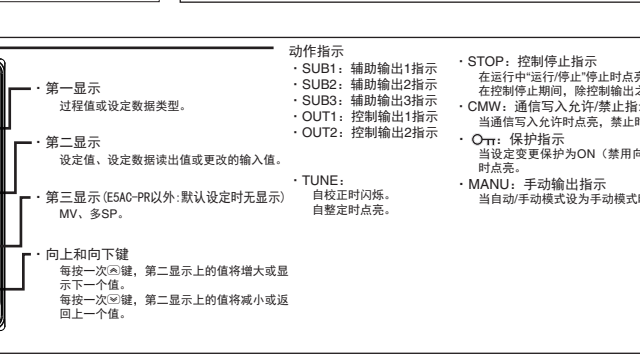 · 第一显示
过程值或设定数据类型。
· 第二显示
设定值、设定数据读出值或更改的输入值。
· 第三显示(E5AC-PR以外:默认设定时无显示)
MV、多SP。
· 向上和向下键
每按一次键，第二显示上的值将增大或显
示下一个值。
每按一次键，第二显示上的值将减小或返
回上一个值。
动作指示
· SUB1：辅助输出1指示
· SUB2：辅助输出2指示
· SUB3：辅助输出3指示
· OUT1：控制输出1指示
· OUT2：控制输出2指示
· TUNE：
自校正时闪烁。
自整定时点亮。
· STOP：控制停止指示
在运行中“运行/停止”停止时点亮
在控制停止期间，除控制输出之
· CMW：通信写入允许/禁止指
当通信写入允许时点亮，禁止时
· ：保护指示
当设定变更保护为ON（禁用向
时点亮。
· MANU：手动输出指示
当自动/手动模式设为手动模式